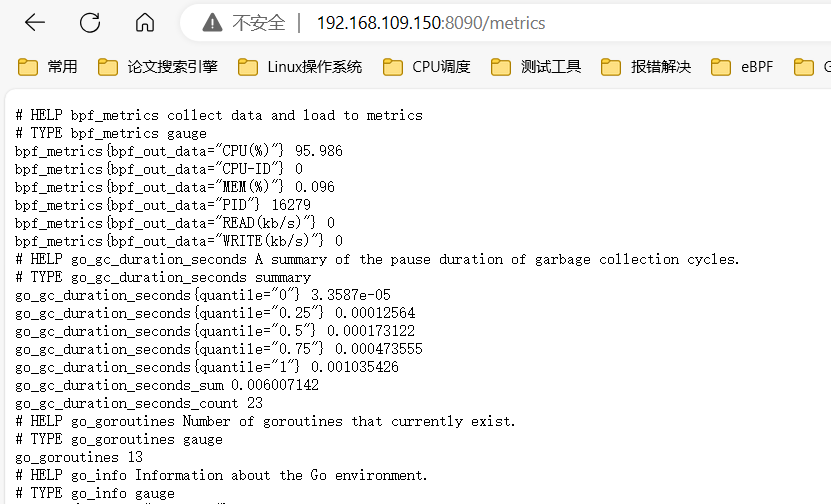 不安全 | 192.168.109.150:8090/metrics
常用 论文搜索引擎 Linux操作系统 CPU调度 测试工具 报错解决 eBPF G
# HELP bpf_metrics collect data and load to metrics
# TYPE bpf_metrics gauge
bpf_metrics{bpf_out_data="CPU(%)"} 95.986
bpf_metrics{bpf_out_data="CPU-ID"} 0
bpf_metrics{bpf_out_data="MEM(%)"} 0.096
bpf_metrics{bpf_out_data="PID"} 16279
bpf_metrics{bpf_out_data="READ(kb/s)"} 0
bpf_metrics{bpf_out_data="WRITE(kb/s)"} 0
# HELP go_gc_duration_seconds A summary of the pause duration of garbage collection cycles.
# TYPE go_gc_duration_seconds summary
go_gc_duration_seconds{quantile="0"} 3.3587e-05
go_gc_duration_seconds{quantile="0.25"} 0.00012564
go_gc_duration_seconds{quantile="0.5"} 0.000173122
go_gc_duration_seconds{quantile="0.75"} 0.000473555
go_gc_duration_seconds{quantile="1"} 0.001035426
go_gc_duration_seconds_sum 0.006007142
go_gc_duration_seconds_count 23
# HELP go_goroutines Number of goroutines that currently exist.
# TYPE go_goroutines gauge
go_goroutines 13
# HELP go_info Information about the Go environment.
# TYPE go_info gauge